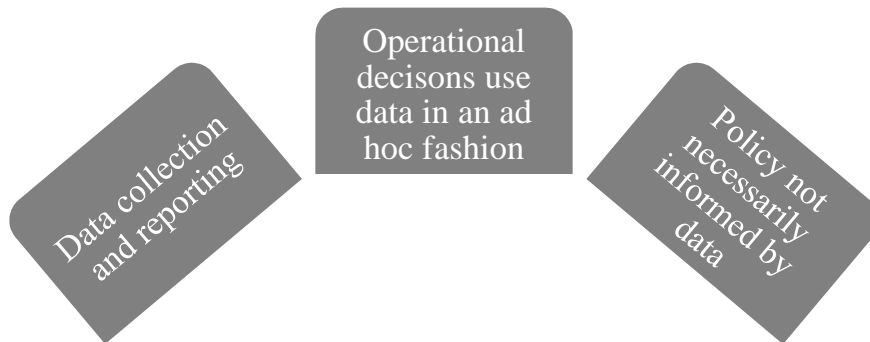 Data collection
and reporting
Operational
decisons use
data in an ad
hoc fashion
Policy not
necessarily
informed by
data